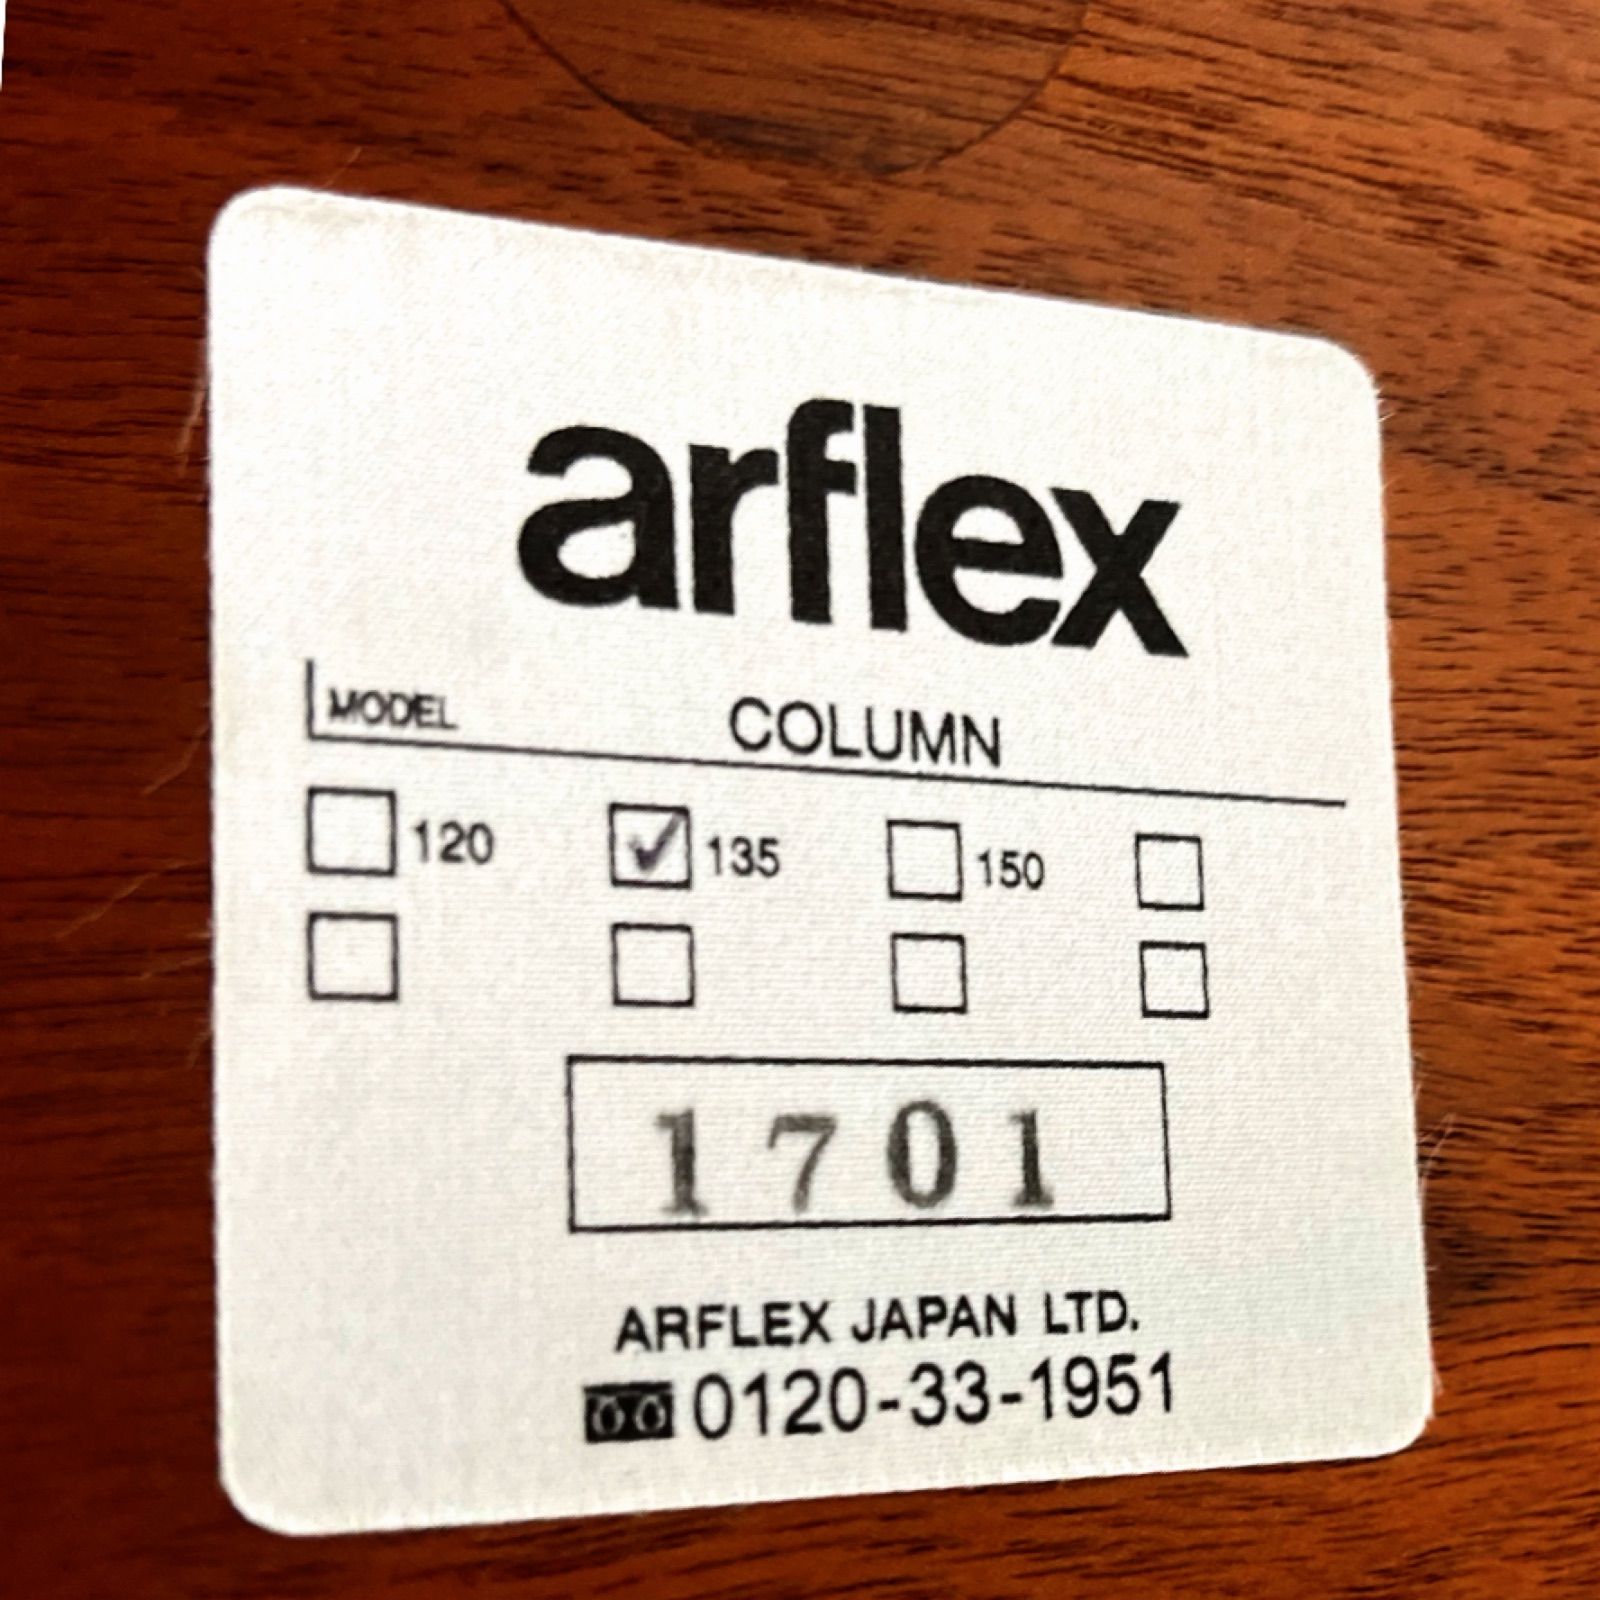 arflex
MODEL COLUMN
120 135 150
1701
ARFLEX JAPAN LTD.
0120-33-1951